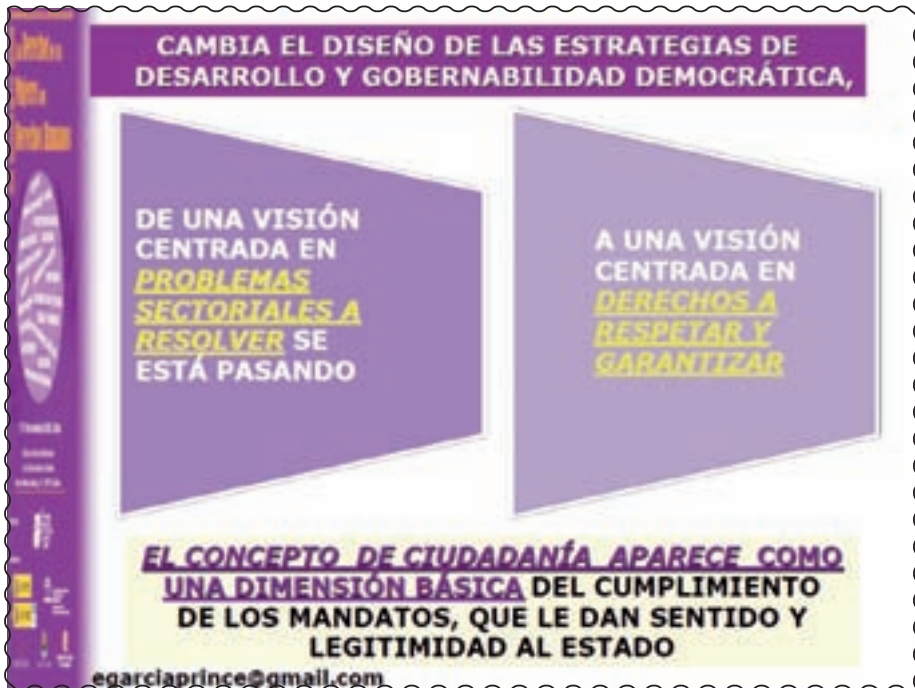 CAMBIA EL DISEÑO DE LAS ESTRATEGIAS DE
DESARROLLO Y GOBERNABILIDAD DEMOCRÁTICA,
DE UNA VISIÓN
CENTRADA EN
PROBLEMAS
SECTORIALES A
RESOLVER SE
ESTÁ PASANDO
A UNA VISIÓN
CENTRADA EN
DERECHOS A
RESPETAR Y
GARANTIZAR
EL CONCEPTO DE CIUDADANÍA APARECE COMO
UNA DIMENSIÓN BÁSICA DEL CUMPLIMIENTO
DE LOS MANDATOS, QUE LE DAN SENTIDO Y
LEGITIMIDAD AL ESTADO
egarciaprince@gmail.com